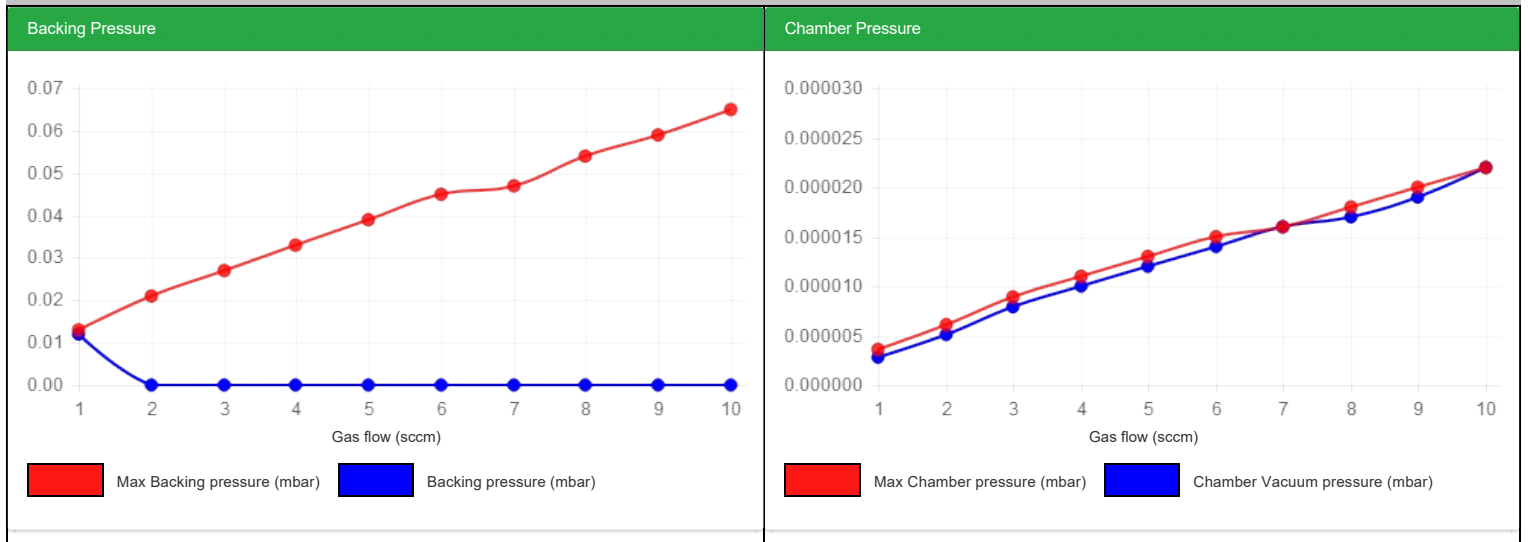 Backing Pressure
0.07
0.06
0.05
0.04
0.03
0.02
0.01
0.00
1 2 3 4 5 6 7 8 9 10
Gas flow (sccm)
Max Backing pressure (mbar) Backing pressure (mbar)
Chamber Pressure
0.000030
0.000025
0.000020
0.000015
0.000010
0.000005
0.000000
1 2 3 4 5 6 7 8 9 10
Gas flow (sccm)
Max Chamber pressure (mbar) Chamber Vacuum pressure (mbar)